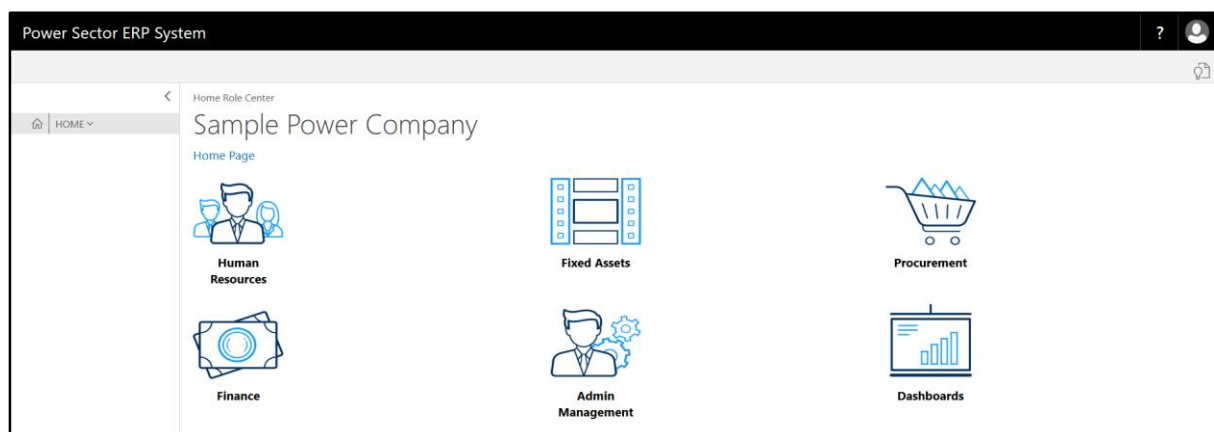 Power Sector ERP System
?
Home Role Center
HOME
Sample Power Company
Home Page
Human
Resources
Fixed Assets
Procurement
Finance
Admin
Management
Dashboards